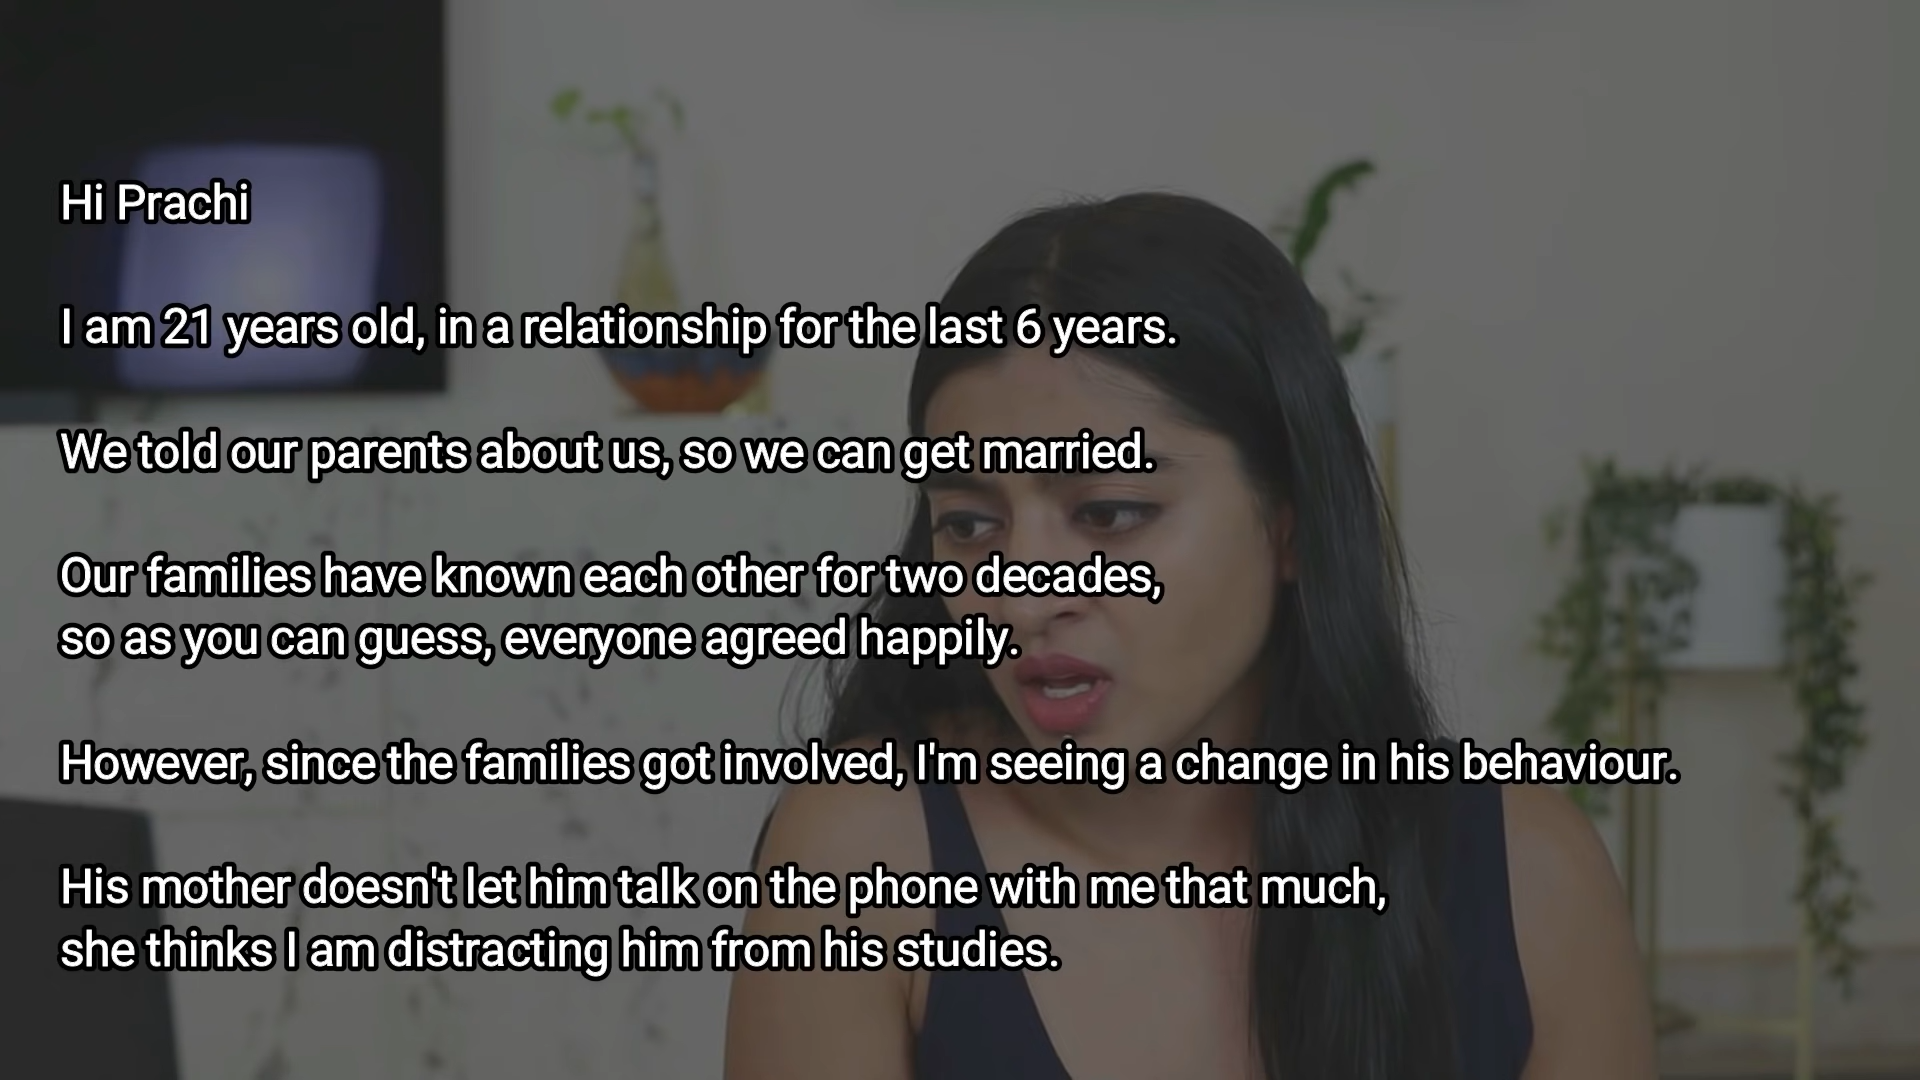 Hi Prachi
I am 21 years old, in a relationship for the last 6 years.
We told our parents about us, so we can get married.
Our families have known each other for two decades,
so as you can guess, everyone agreed happily.
However, since the families got involved, I'm seeing a change in his behaviour.
His mother doesn't let him talk on the phone with me that much,
she thinks I am distracting him from his studies.